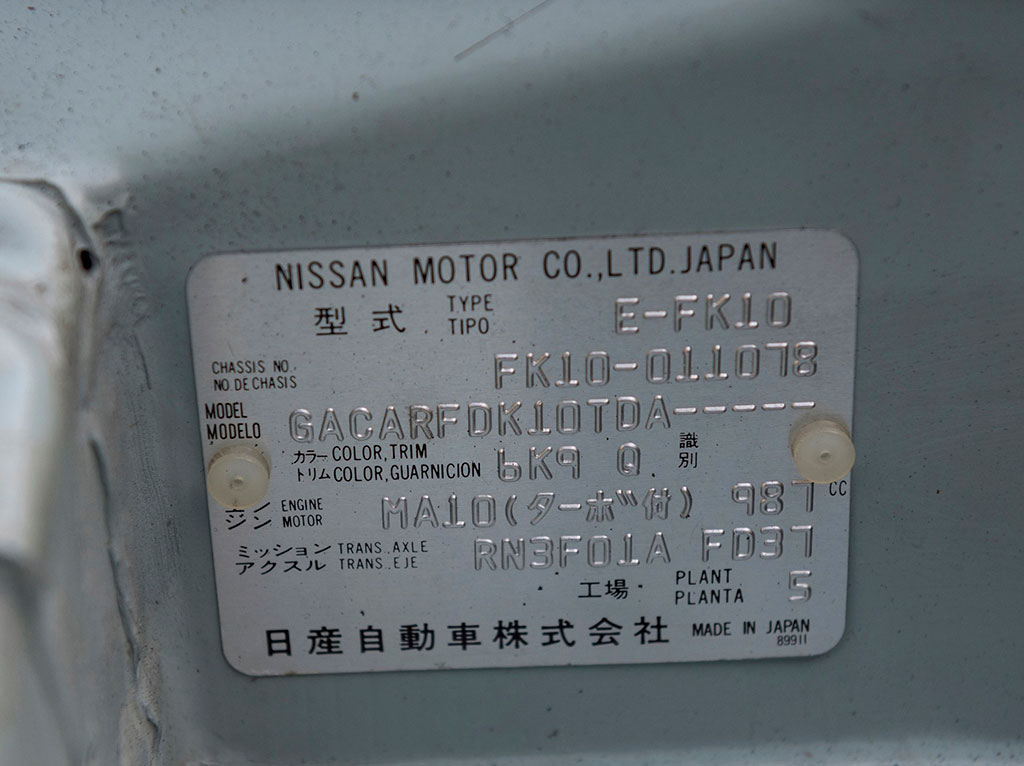 NISSAN MOTOR CO.,LTD.JAPAN
型式 TYPE TIPO E-FK10
CHASSIS NO. NO.DE CHASIS FK10-011078
MODEL MODELO GACARFDK10TDA-----
カラー COLOR,TRIM トリム COLOR,GUARNICION 6K9 Q 識別
ジン ENGINE MOTOR MA10(ターボ付) 987 CC
ミッション TRANS.,AXLE アクスル TRANS.,EJE RN3F01A FD37
工場 PLANT PLANTA 5
日産自動車株式会社 MADE IN JAPAN
89911